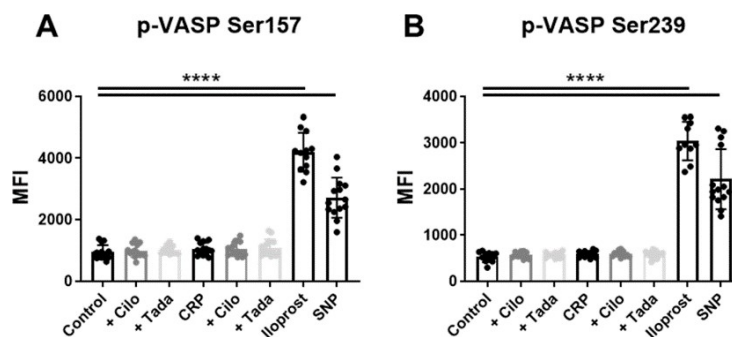 A
p-VASP Ser157
****
6000
4000
2000
0
MFI
Control
+ Cilo
+ Tada
CRP
+ Cilo
+ Tada
Iloprost
SNP
B
p-VASP Ser239
****
4000
3000
2000
1000
0
MFI
Control
+ Cilo
+ Tada
CRP
+ Cilo
+ Tada
Iloprost
SNP